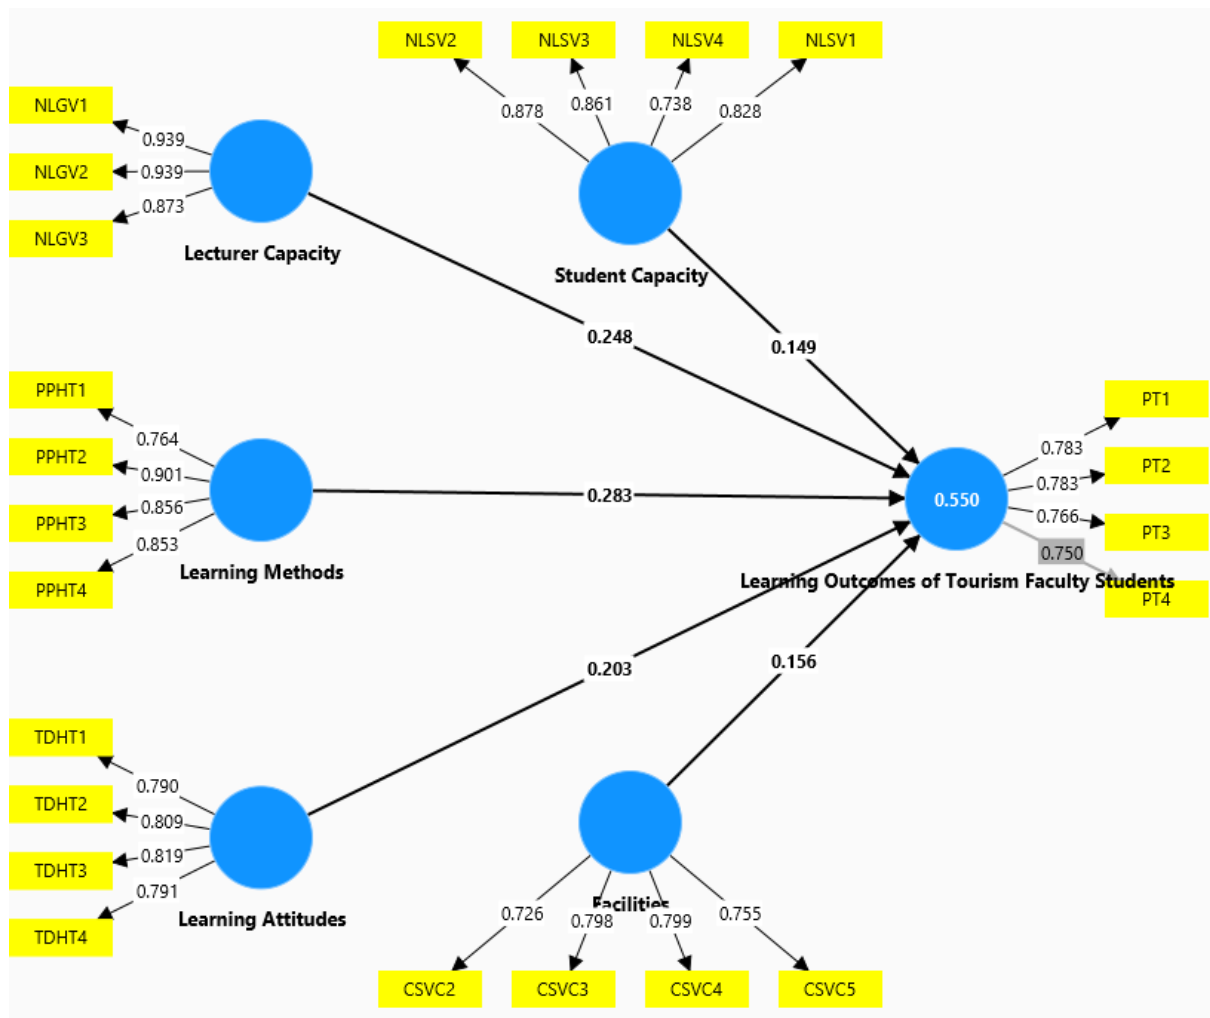 NLSV2 NLSV3 NLSV4 NLSV1
0.878 0.861 0.738 0.828
NLGV1
0.939
NLGV2
0.939
NLGV3
0.873
Lecturer Capacity
Student Capacity
0.248
0.149
PPHT1
0.764
PPHT2
0.901
PPHT3
0.856
PPHT4
0.853
Learning Methods
0.283
0.550
PT1
0.783
PT2
0.783
PT3
0.766
PT4
0.750
Learning Outcomes of Tourism Faculty Students
0.203
0.156
TDHT1
0.790
TDHT2
0.809
TDHT3
0.819
TDHT4
0.791
Learning Attitudes
Facilities
0.726 0.798 0.799 0.755
CSVC2 CSVC3 CSVC4 CSVC5